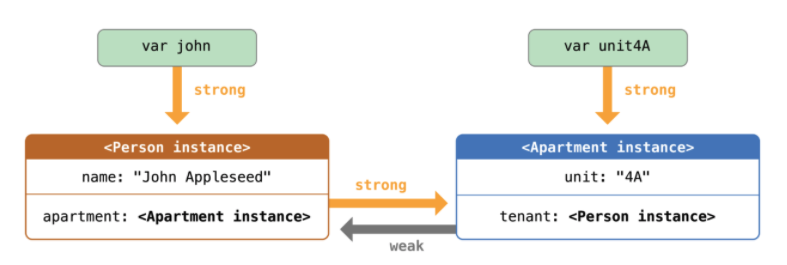 var john
var unit4A
strong
strong
<Person instance>
<Apartment instance>
name: "John Appleseed"
unit: "4A"
strong
apartment: <Apartment instance>
tenant: <Person instance>
weak